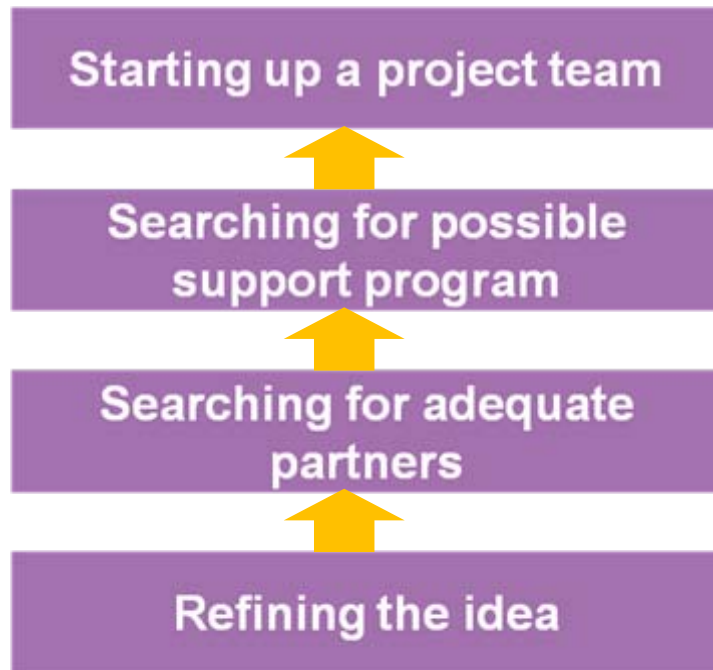 Starting up a project team
Searching for possible
support program
Searching for adequate
partners
Refining the idea